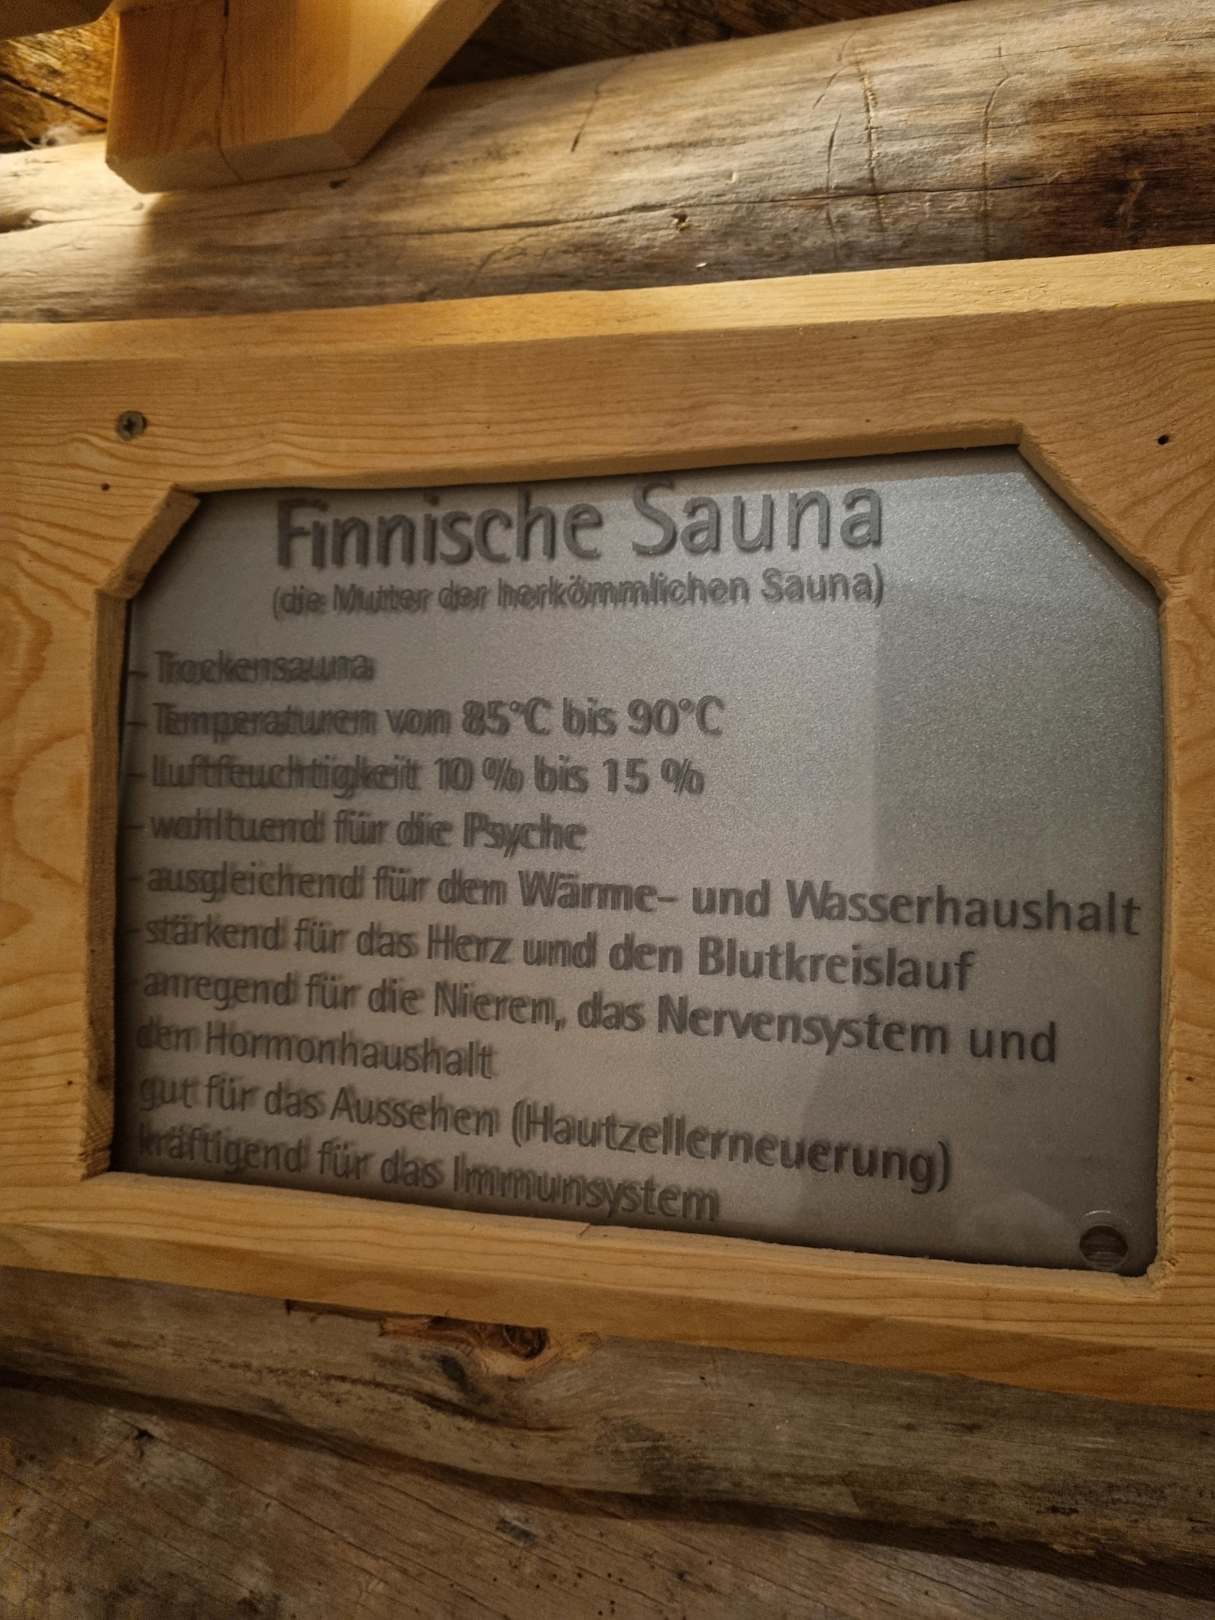 Finnische Sauna
(die Mutter der herkömmlichen Sauna)
- Trockensauna
- Temperaturen von 85°C bis 90°C
- Luftfeuchtigkeit 10 % bis 15 %
- wohltuend für die Psyche
- ausgleichend für den Wärme- und Wasserhaushalt
- stärkend für das Herz und den Blutkreislauf
anregend für die Nieren, das Nervensystem und
den Hormonhaushalt
gut für das Aussehen (Hautzellerneuerung)
kräftigend für das Immunsystem